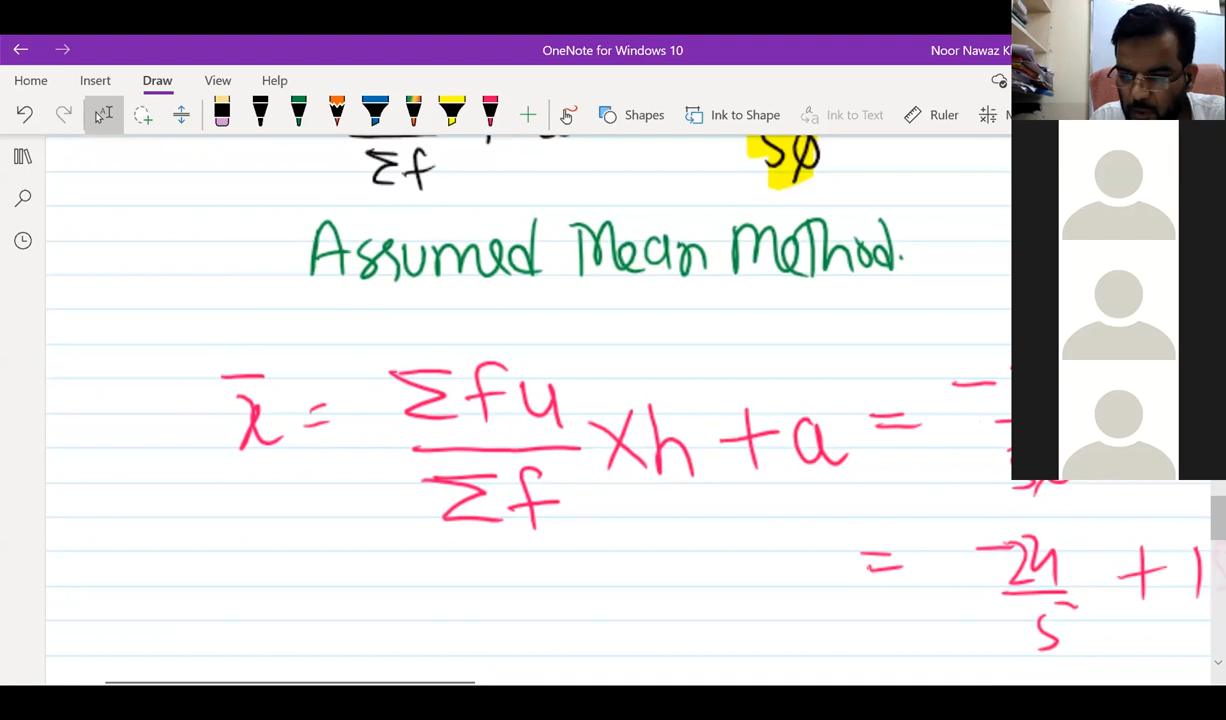 OneNote for Windows 10
Noor Nawaz K
Home Insert Draw View Help
Shapes Ink to Shape Ink to Text Ruler M
Σf
50
Assumed Mean Method.
x̄ = Σfu/Σf × h + a =
= -24/5 + 1